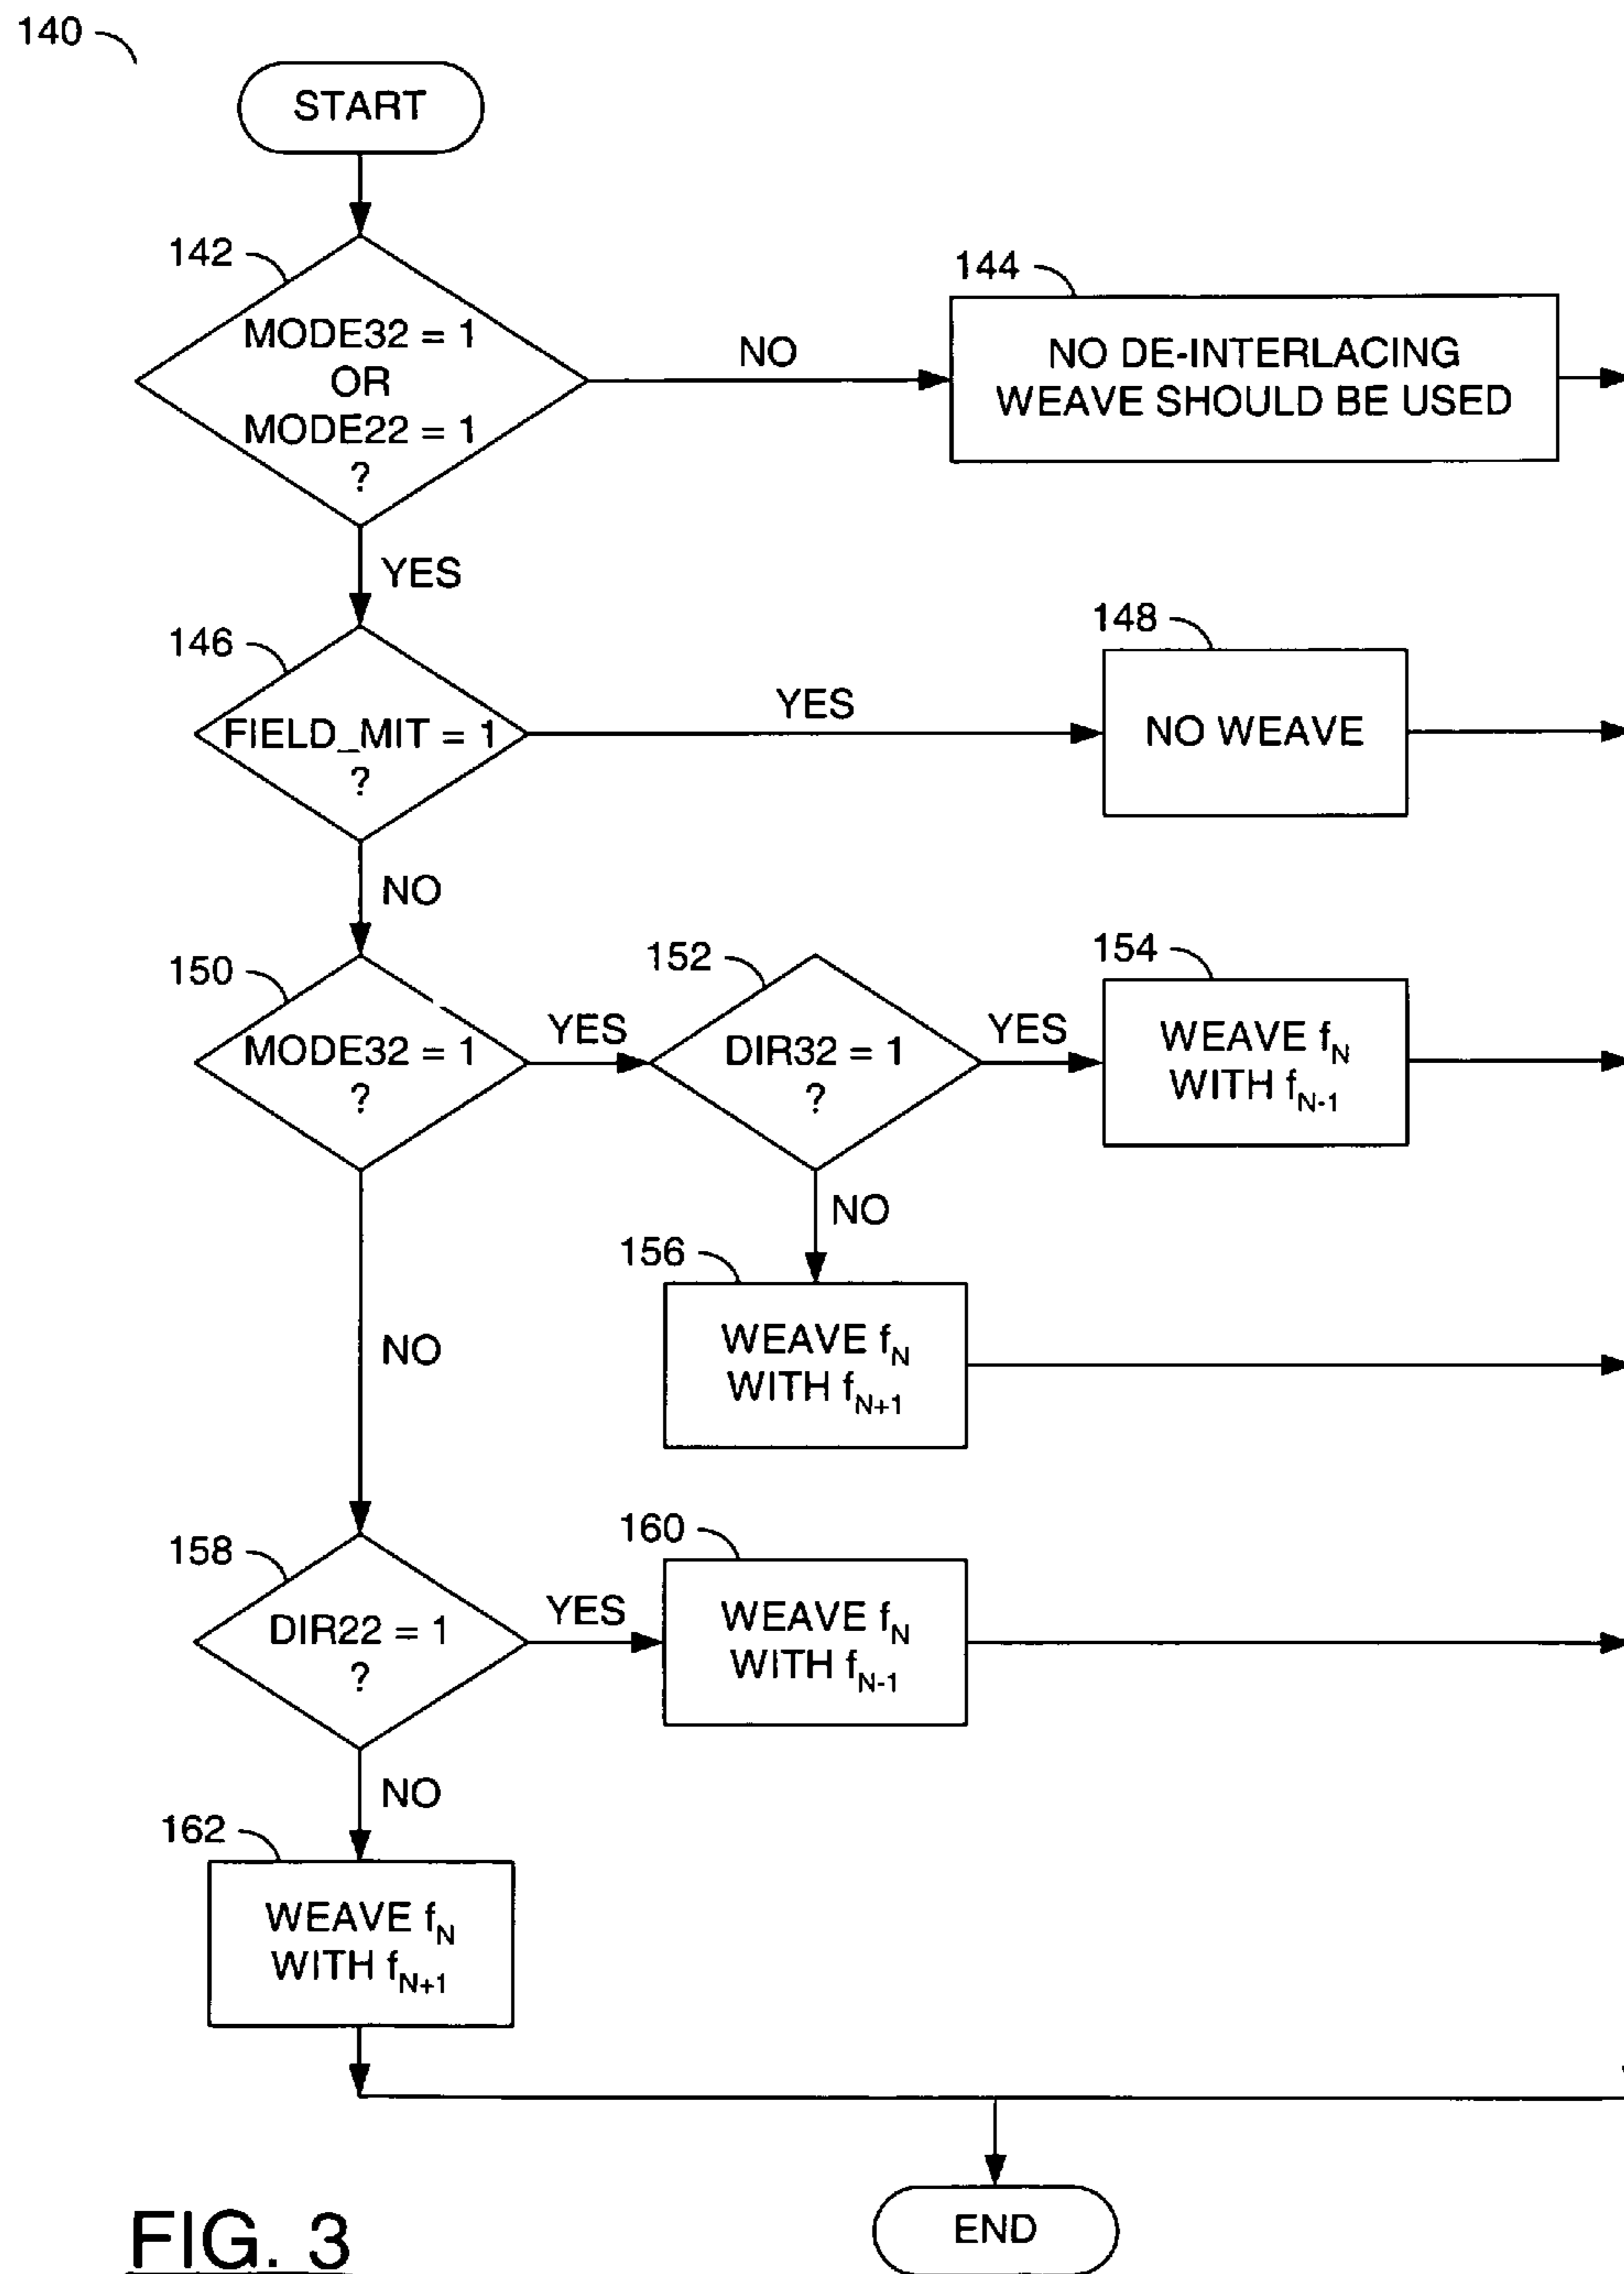 140
START
142
MODE32 = 1
OR
MODE22 = 1
?
NO
144
NO DE-INTERLACING
WEAVE SHOULD BE USED
YES
146
FIELD_MIT = 1
?
YES
148
NO WEAVE
NO
150
MODE32 = 1
?
YES
152
DIR32 = 1
?
YES
154
WEAVE fN
WITH fN-1
NO
156
WEAVE fN
WITH fN+1
NO
158
DIR22 = 1
?
YES
160
WEAVE fN
WITH fN-1
NO
162
WEAVE fN
WITH fN+1
END
FIG. 3